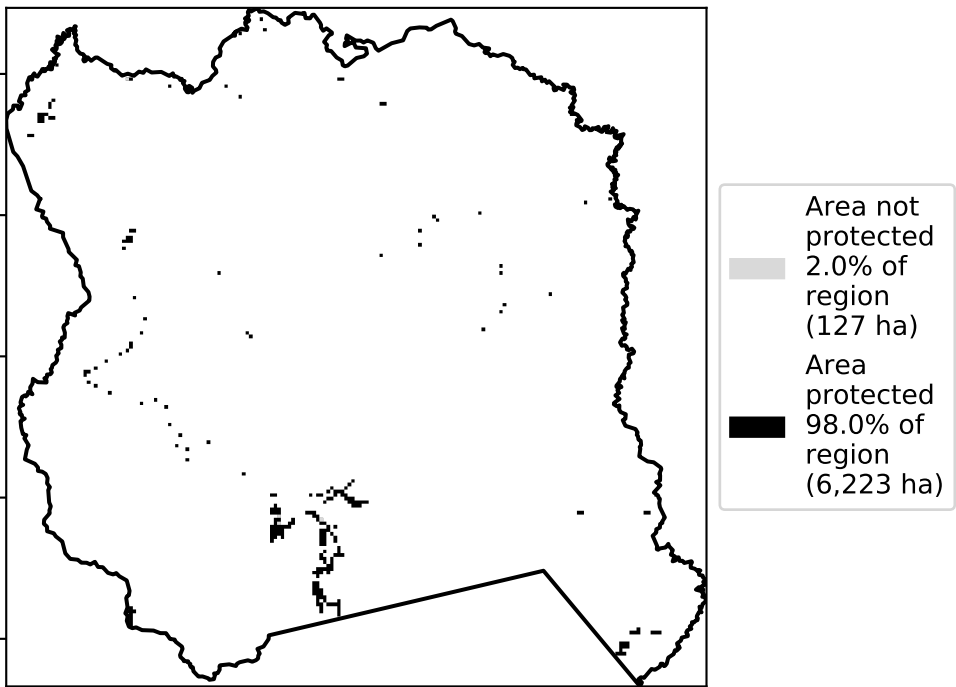 Area not
protected
2.0% of
region
(127 ha)
Area
protected
98.0% of
region
(6,223 ha)